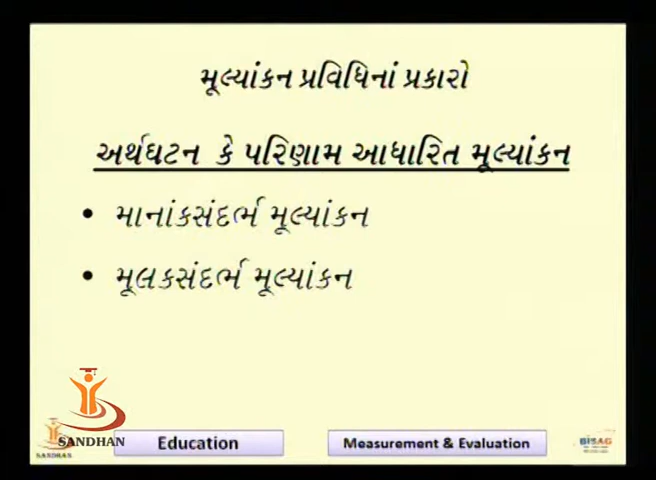 મૂલ્યાંકન પ્રવિધિનાં પ્રકારો
અર્થઘટન કે પરિણામ આધારિત મૂલ્યાંકન
• માનાંકસંદર્ભ મૂલ્યાંકન
• મૂલકસંદર્ભ મૂલ્યાંકન
SANDHAN
SANDHAN
Education
Measurement & Evaluation
BISAG